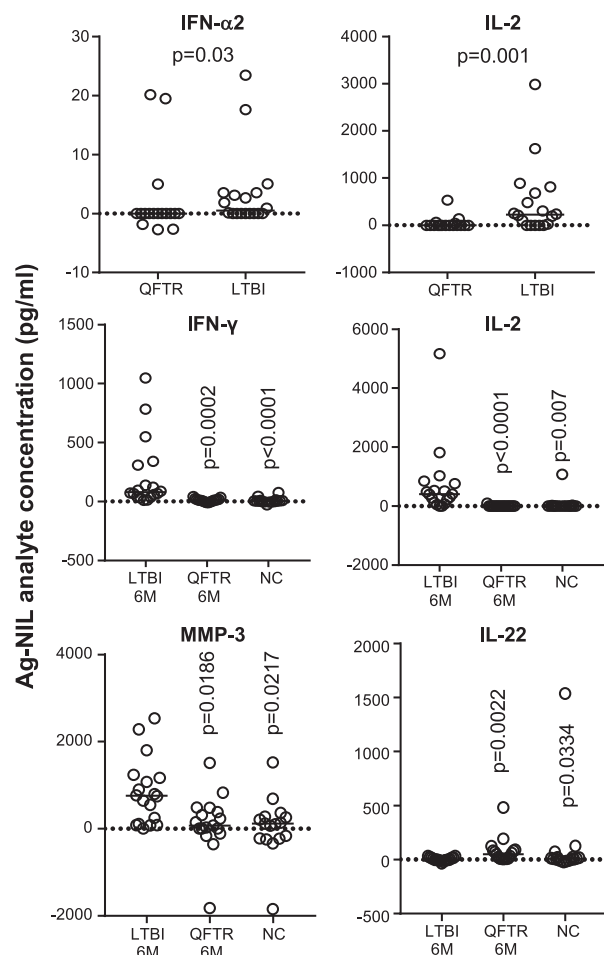 Ag-NIL analyte concentration (pg/ml)
IFN-α2
p=0.03
30
20
10
0
-10
QFTR
LTBI
IL-2
p=0.001
4000
3000
2000
1000
0
-1000
QFTR
LTBI
IFN-γ
1500
1000
500
0
-500
p=0.0002
p<0.0001
LTBI
6M
QFTR
6M
NC
IL-2
6000
4000
2000
0
-2000
p<0.0001
p=0.007
LTBI
6M
QFTR
6M
NC
MMP-3
4000
2000
0
-2000
p=0.0186
p=0.0217
LTBI
6M
QFTR
6M
NC
IL-22
2000
1500
1000
500
0
-500
p=0.0022
p=0.0334
LTBI
6M
QFTR
6M
NC